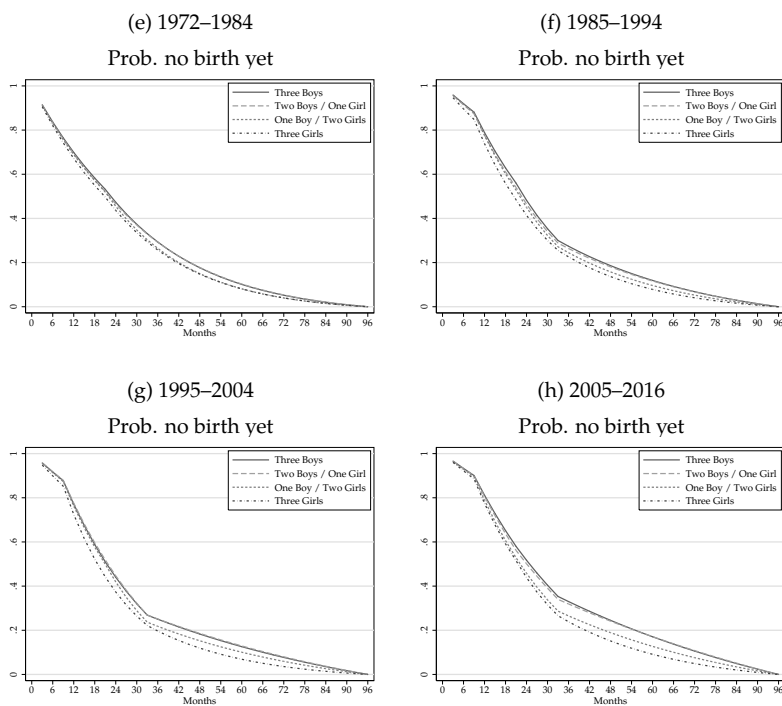 (e) 1972–1984
Prob. no birth yet
1
.8
.6
.4
.2
0
Three Boys
Two Boys / One Girl
One Boy / Two Girls
Three Girls
0 6 12 18 24 30 36 42 48 54 60 66 72 78 84 90 96
Months
(f) 1985–1994
Prob. no birth yet
1
.8
.6
.4
.2
0
Three Boys
Two Boys / One Girl
One Boy / Two Girls
Three Girls
0 6 12 18 24 30 36 42 48 54 60 66 72 78 84 90 96
Months
(g) 1995–2004
Prob. no birth yet
1
.8
.6
.4
.2
0
Three Boys
Two Boys / One Girl
One Boy / Two Girls
Three Girls
0 6 12 18 24 30 36 42 48 54 60 66 72 78 84 90 96
Months
(h) 2005–2016
Prob. no birth yet
1
.8
.6
.4
.2
0
Three Boys
Two Boys / One Girl
One Boy / Two Girls
Three Girls
0 6 12 18 24 30 36 42 48 54 60 66 72 78 84 90 96
Months